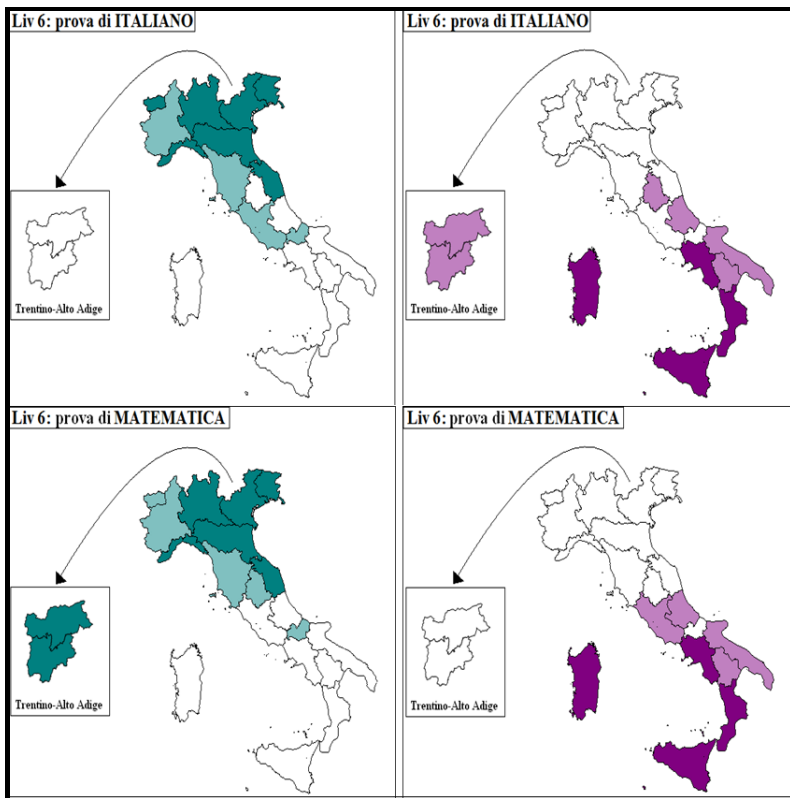 Liv 6: prova di ITALIANO
Liv 6: prova di ITALIANO
Trentino-Alto Adige
Trentino-Alto Adige
Liv 6: prova di MATEMATICA
Liv 6: prova di MATEMATICA
Trentino-Alto Adige
Trentino-Alto Adige